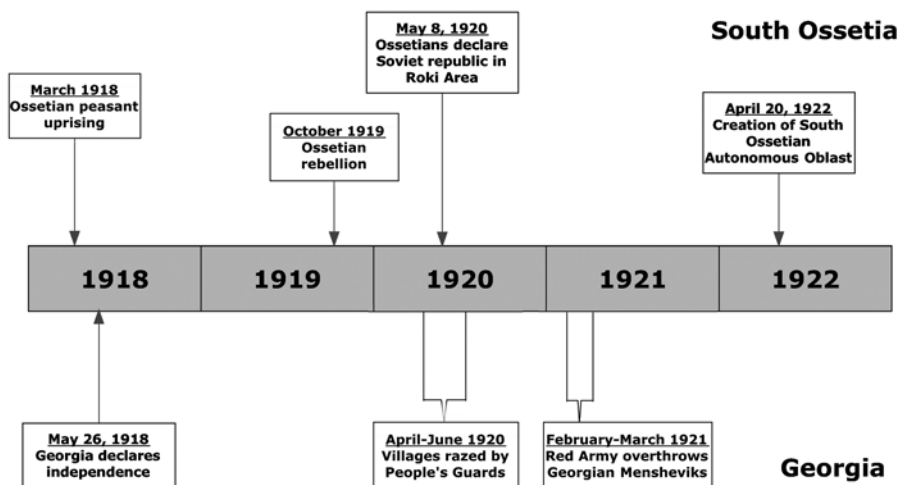 South Ossetia
May 8, 1920
Ossetians declare
Soviet republic in
Roki Area
March 1918
Ossetian peasant
uprising
October 1919
Ossetian
rebellion
April 20, 1922
Creation of South
Ossetian
Autonomous Oblast
1918
1919
1920
1921
1922
May 26, 1918
Georgia declares
independence
April-June 1920
Villages razed by
People's Guards
February-March 1921
Red Army overthrows
Georgian Mensheviks
Georgia